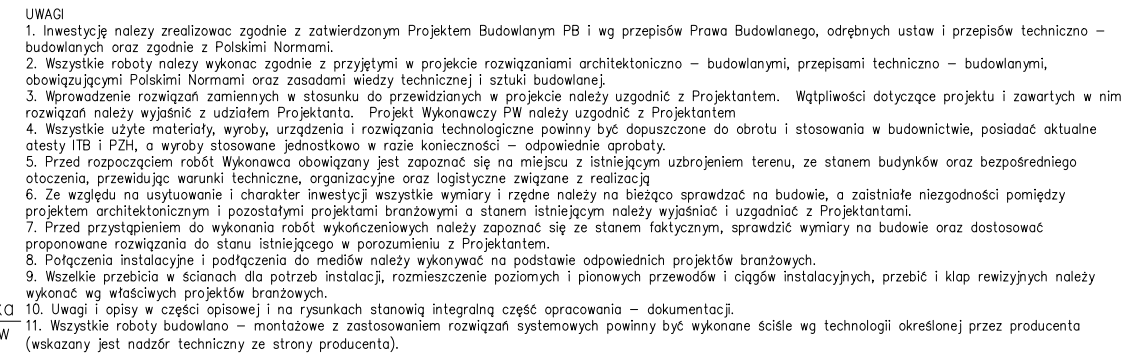 UWAGI
1. Inwestycję nalezy zrealizowac zgodnie z zatwierdzonym Projektem Budowlanym PB i wg przepisów Prawa Budowlanego, odrębnych ustaw i przepisów techniczno –
budowlanych oraz zgodnie z Polskimi Normami.
2. Wszystkie roboty nalezy wykonac zgodnie z przyjętymi w projekcie rozwiązaniami architektoniczno – budowlanymi, przepisami techniczno – budowlanymi,
obowiązującymi Polskimi Normami oraz zasadami wiedzy technicznej i sztuki budowlanej.
3. Wprowadzenie rozwiązań zamiennych w stosunku do przewidzianych w projekcie należy uzgodnić z Projektantem. Wątpliwości dotyczące projektu i zawartych w nim
rozwiązań należy wyjaśnić z udziałem Projektanta. Projekt Wykonawczy PW należy uzgodnić z Projektantem
4. Wszystkie użyte materiały, wyroby, urządzenia i rozwiązania technologiczne powinny być dopuszczone do obrotu i stosowania w budownictwie, posiadać aktualne
atesty ITB i PZH, a wyroby stosowane jednostkowo w razie konieczności – odpowiednie aprobaty.
5. Przed rozpoczęciem robót Wykonawca obowiązany jest zapoznać się na miejscu z istniejącym uzbrojeniem terenu, ze stanem budynków oraz bezpośredniego
otoczenia, przewidując warunki techniczne, organizacyjne oraz logistyczne związane z realizacją
6. Ze względu na usytuowanie i charakter inwestycji wszystkie wymiary i rzędne należy na bieżąco sprawdzać na budowie, a zaistniałe niezgodności pomiędzy
projektem architektonicznym i pozostałymi projektami branżowymi a stanem istniejącym należy wyjaśniać i uzgadniać z Projektantami.
7. Przed przystąpieniem do wykonania robót wykończeniowych należy zapoznać się ze stanem faktycznym, sprawdzić wymiary na budowie oraz dostosować
proponowane rozwiązania do stanu istniejącego w porozumieniu z Projektantem.
8. Połączenia instalacyjne i podłączenia do mediów należy wykonywać na podstawie odpowiednich projektów branżowych.
9. Wszelkie przebicia w ścianach dla potrzeb instalacji, rozmieszczenie poziomych i pionowych przewodów i ciągów instalacyjnych, przebić i klap rewizyjnych należy
wykonać wg właściwych projektów branżowych.
10. Uwagi i opisy w części opisowej i na rysunkach stanowią integralną część opracowania – dokumentacji.
11. Wszystkie roboty budowlano – montażowe z zastosowaniem rozwiązań systemowych powinny być wykonane ściśle wg technologii określonej przez producenta
(wskazany jest nadzór techniczny ze strony producenta).